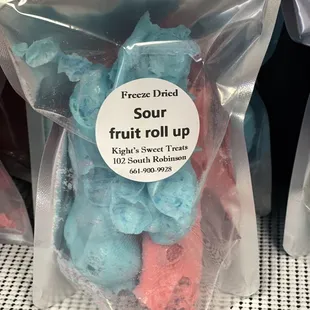 Freeze Dried
Sour
fruit roll up
Kight's Sweet Treats
102 South Robinson
661-900-9928